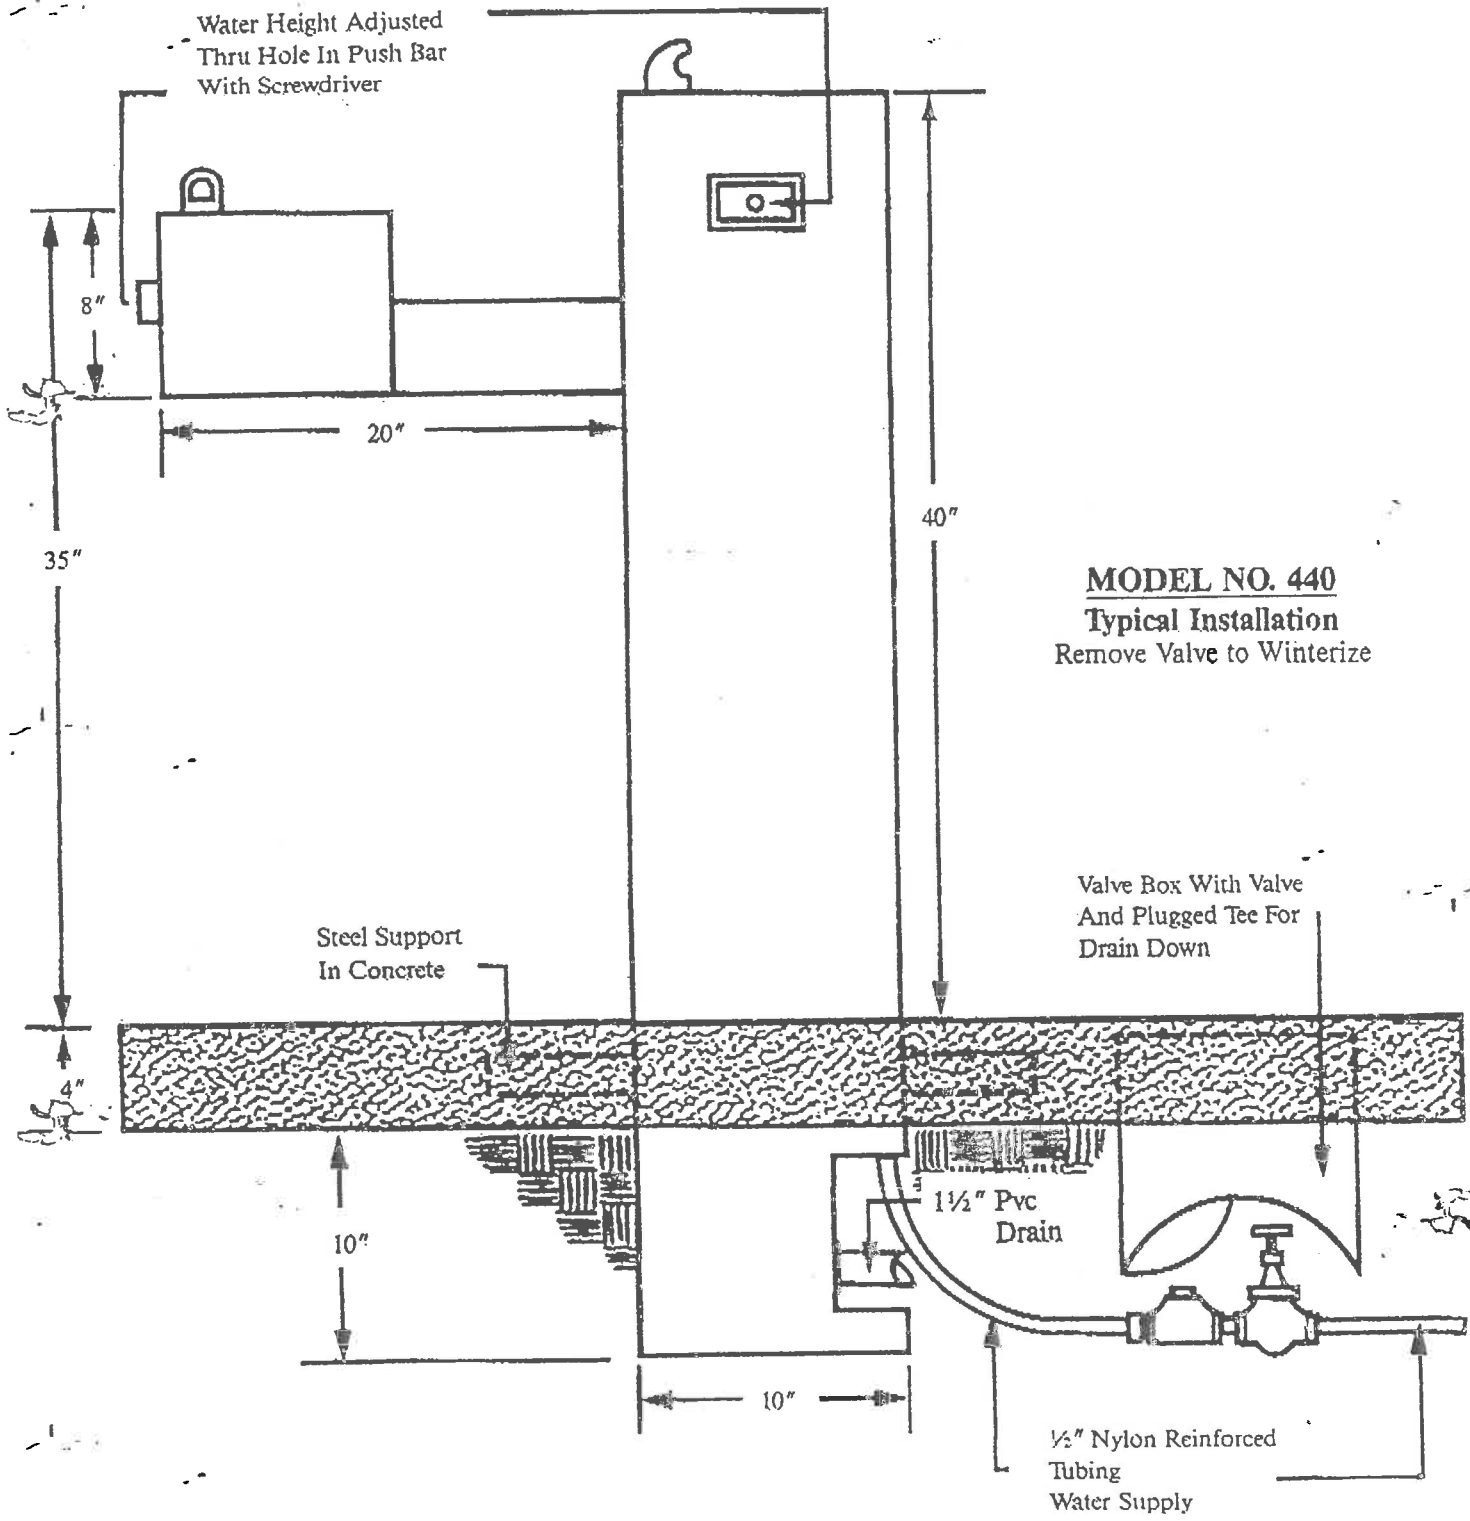 Water Height Adjusted
Thru Hole In Push Bar
With Screwdriver
8"
20"
35"
40"
MODEL NO. 440
Typical Installation
Remove Valve to Winterize
Valve Box With Valve
And Plugged Tee For
Drain Down
Steel Support
In Concrete
4"
1½" Pvc
Drain
10"
10"
½" Nylon Reinforced
Tubing
Water Supply